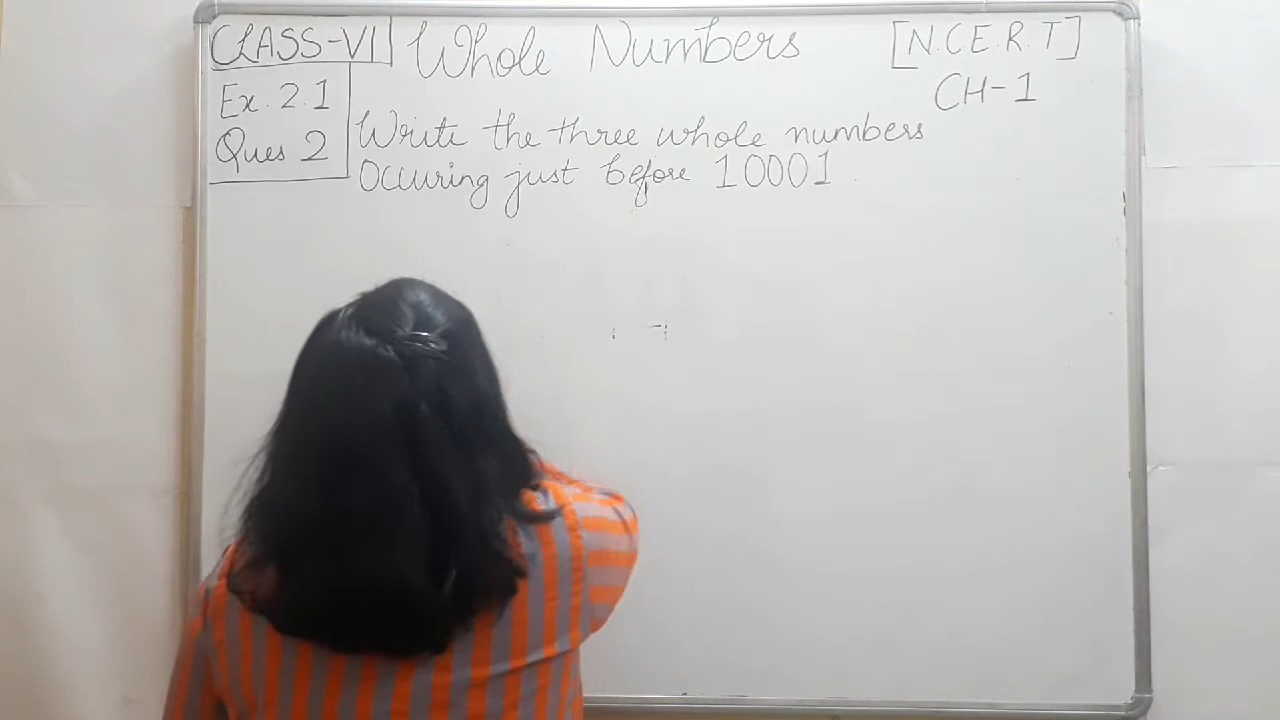 CLASS-VI Whole Numbers [N.C.E.R.T]
CH-1
Ex. 2.1
Ques 2
Write the three whole numbers
Occuring just before 10001.